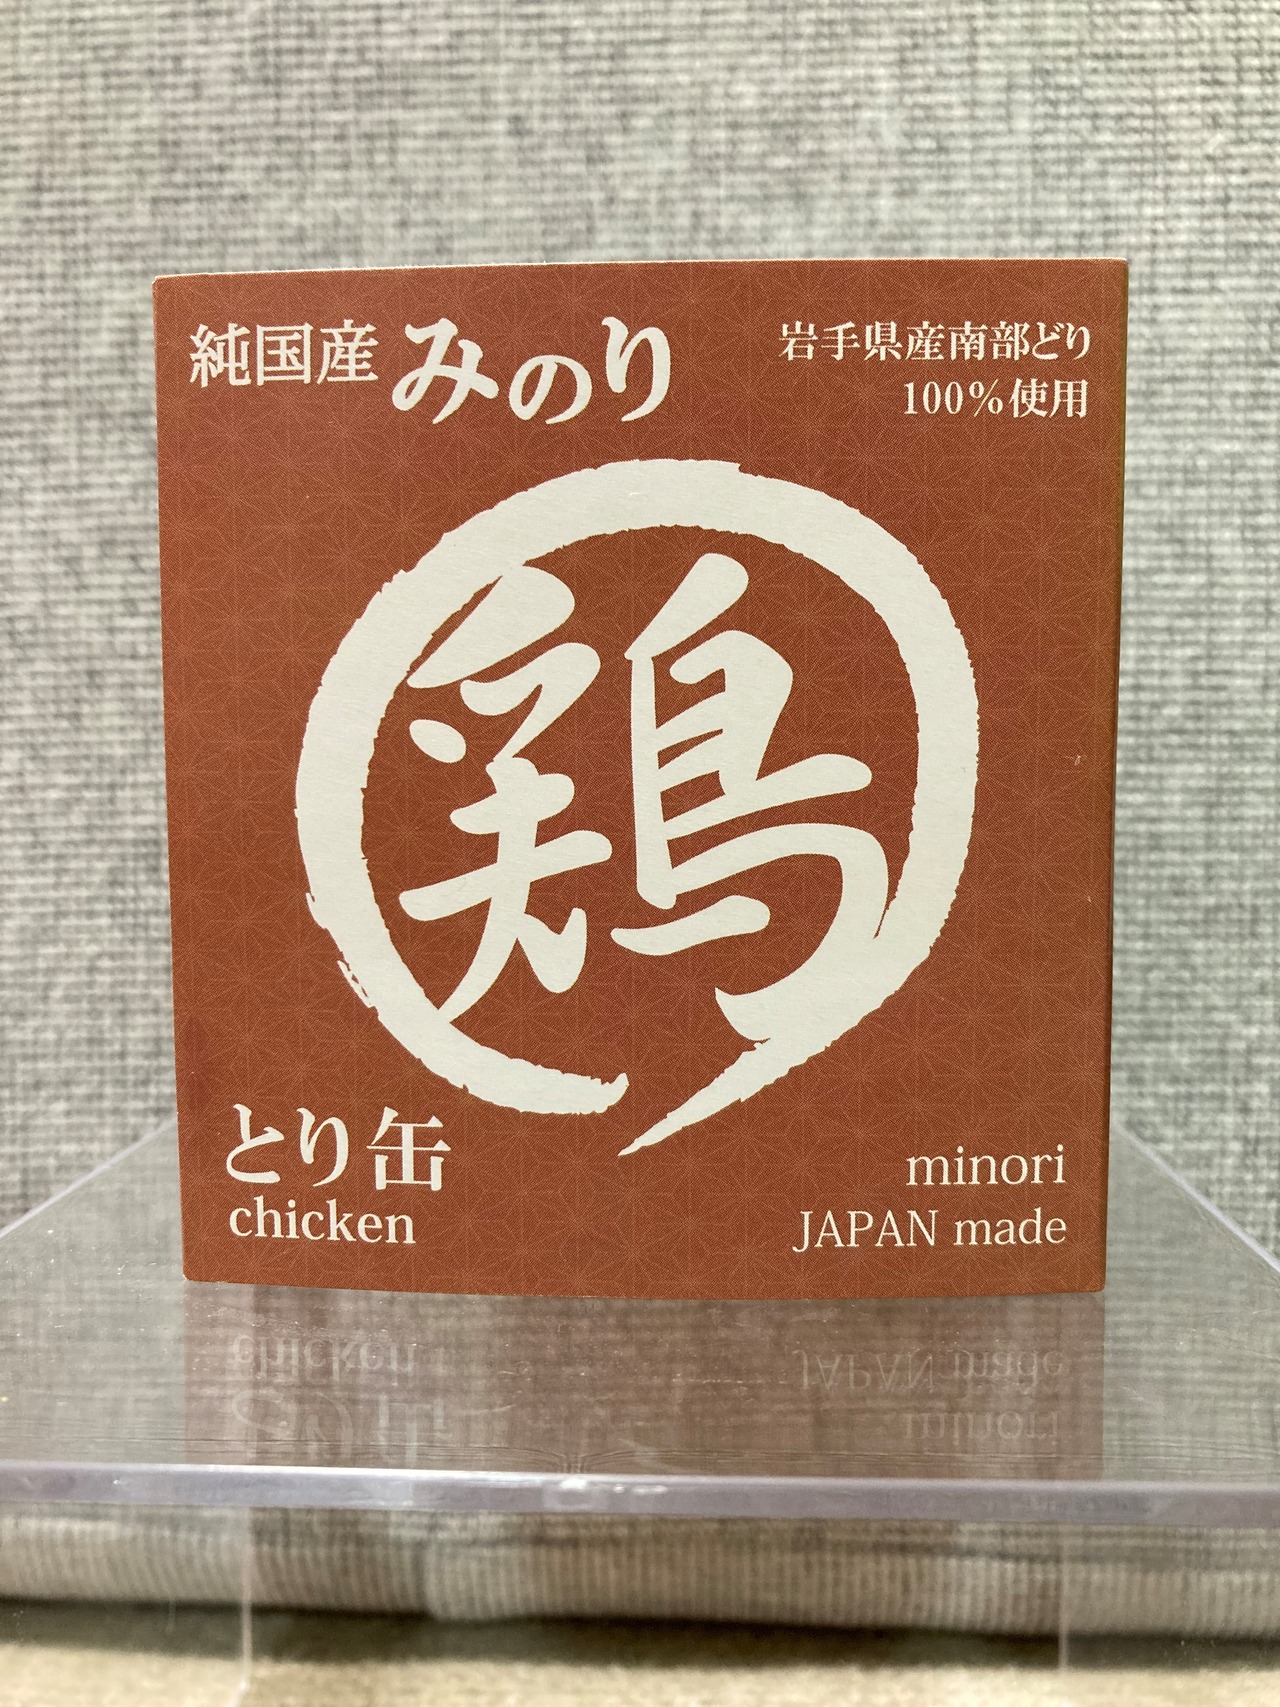 純国産 みのり
岩手県産南部どり
100%使用
鶏
とり缶
chicken
minori
JAPAN made